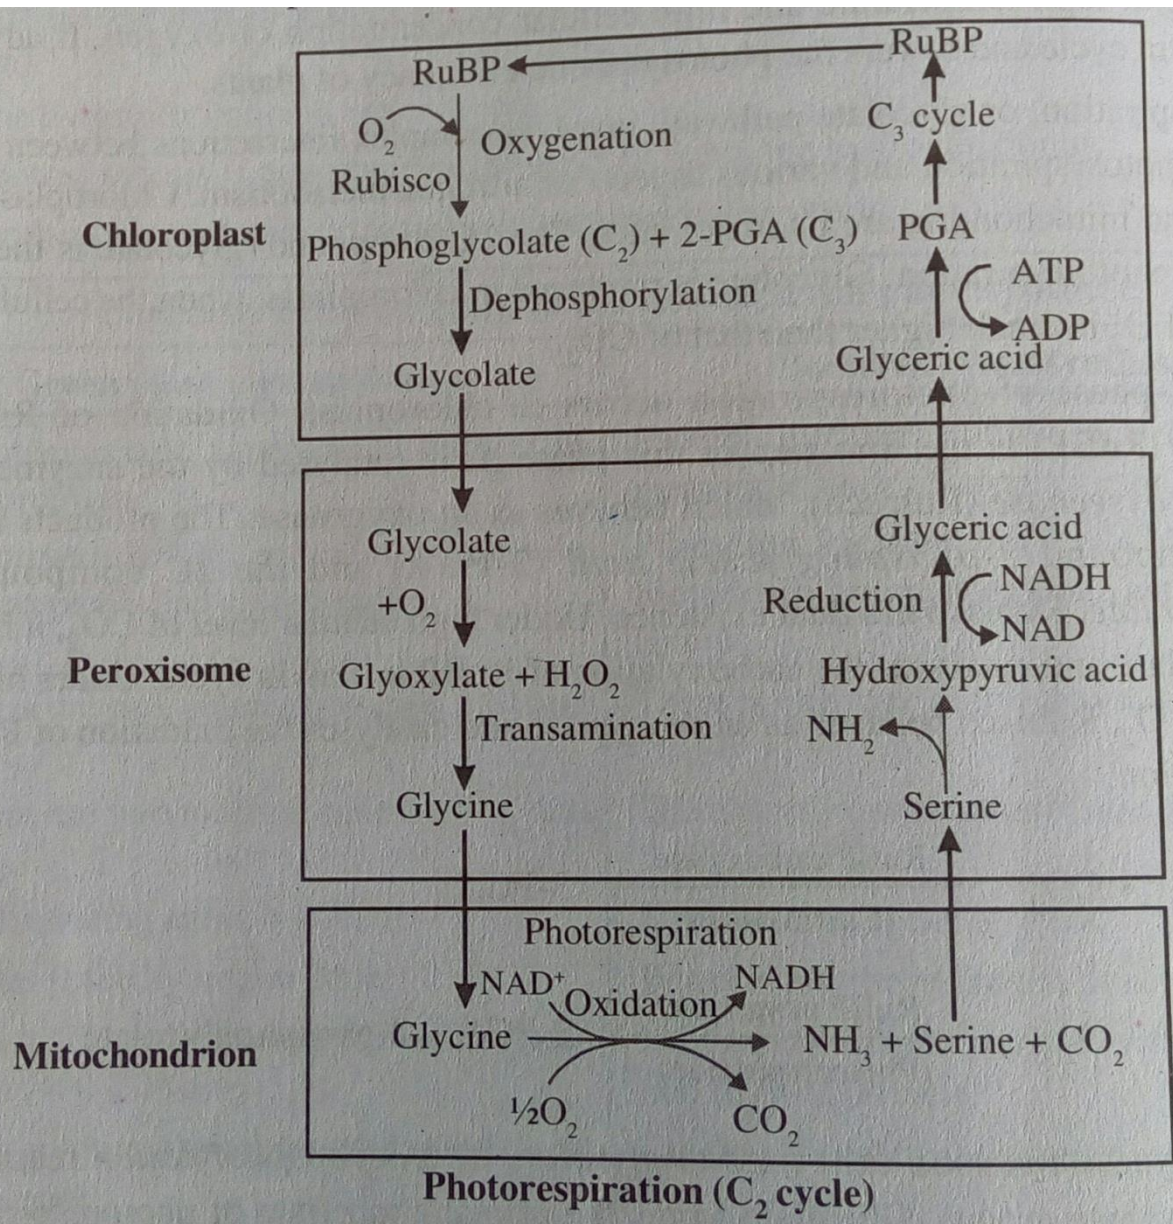 RuBP RuBP
O₂ Oxygenation C₃ cycle
Rubisco
Chloroplast Phosphoglycolate (C₂) + 2-PGA (C₃) PGA
Dephosphorylation ATP
ADP
Glycolate Glyceric acid
Glycolate Glyceric acid
+O₂ Reduction NADH
NAD
Peroxisome Glyoxylate + H₂O₂ Hydroxypyruvic acid
Transamination NH₂
Glycine Serine
Photorespiration
NAD⁺ Oxidation NADH
Mitochondrion Glycine NH₃ + Serine + CO₂
½O₂ CO₂
Photorespiration (C₂ cycle)